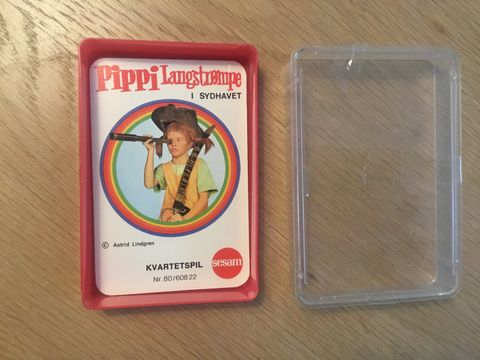 Pippi Langstrømpe
I SYDHAVET
© Astrid Lindgren
KVARTETSPIL
sesam
Nr. 80/608 22